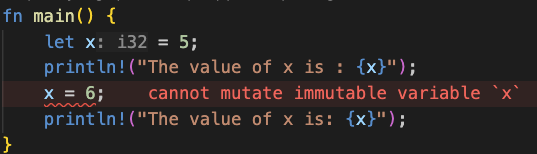 fn main() {
    let x: i32 = 5;
    println!("The value of x is : {x}");
    x = 6;    cannot mutate immutable variable `x`
    println!("The value of x is: {x}");
}